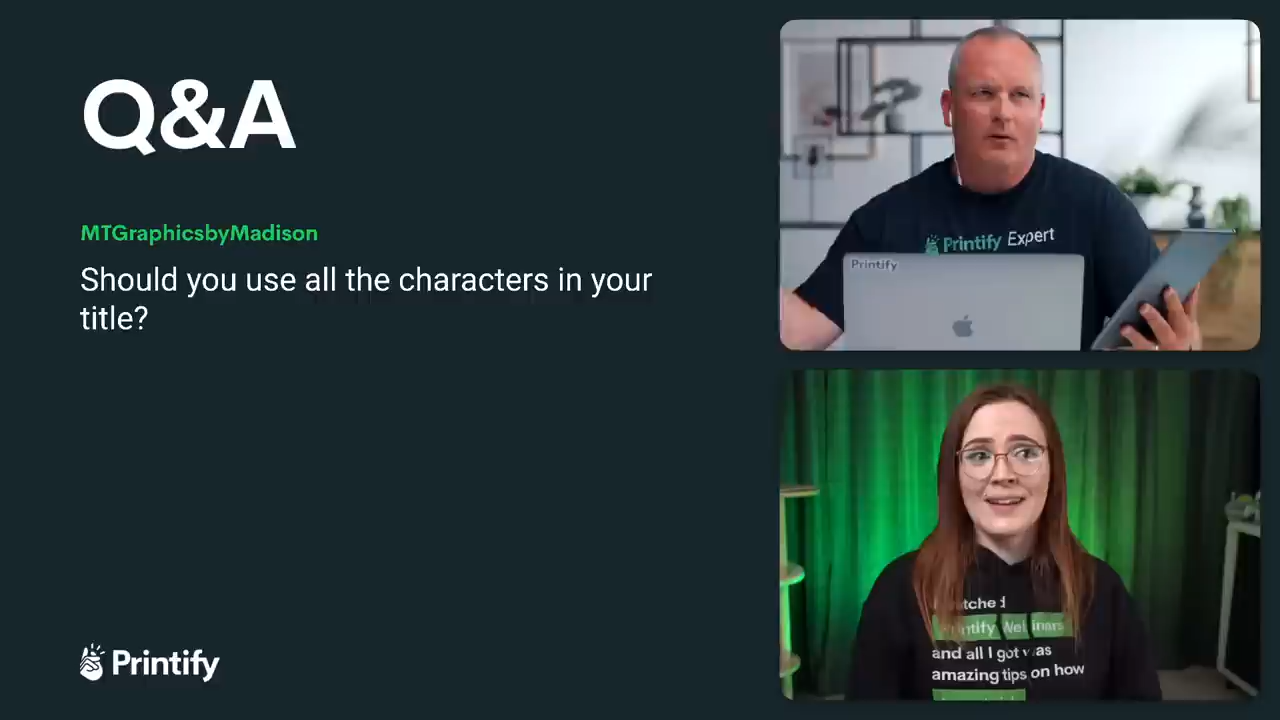 Q&A
MTGraphicsbyMadison
Should you use all the characters in your
title?
Printify
Printify Expert
Printify
Webinars
and all I got was
amazing tips on how